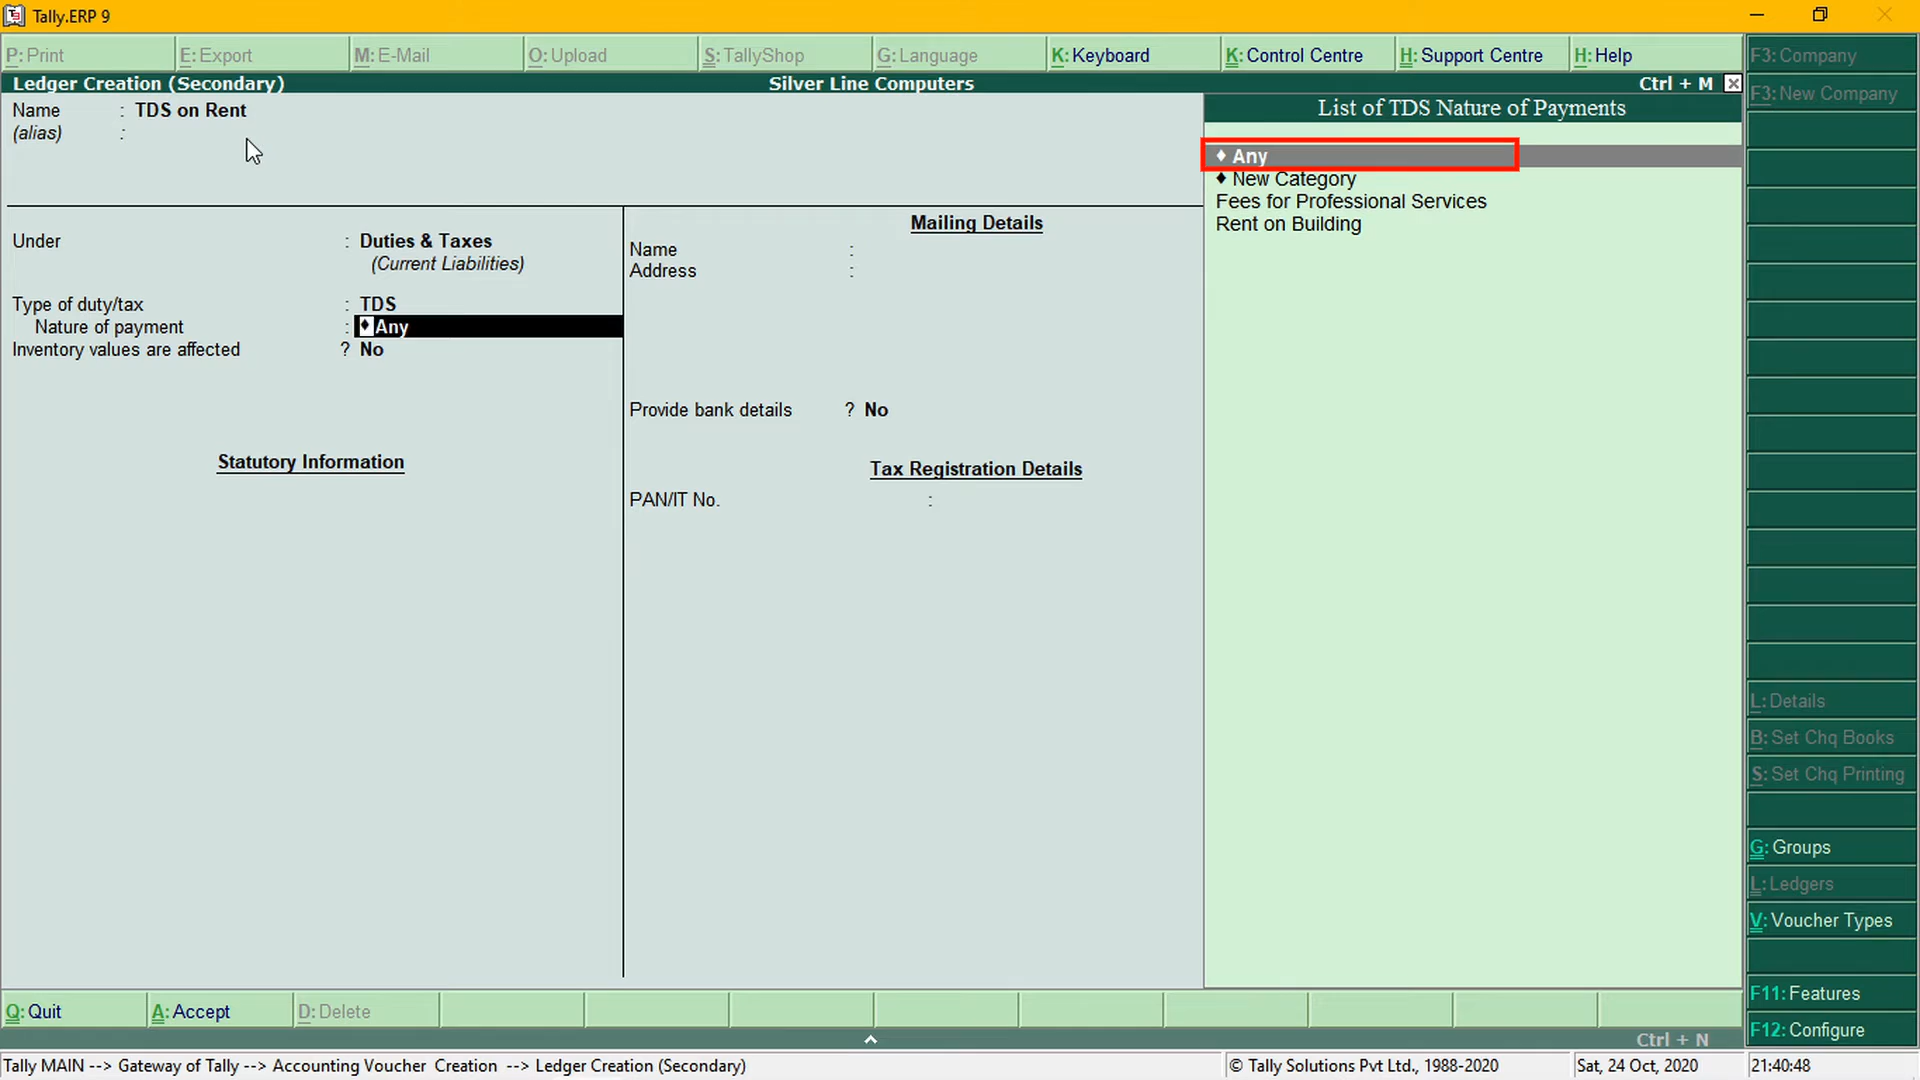 Tally.ERP 9
P: Print E: Export M: E-Mail O: Upload S: TallyShop G: Language K: Keyboard K: Control Centre H: Support Centre H: Help
Ledger Creation (Secondary) Silver Line Computers Ctrl + M
Name : TDS on Rent
(alias) :
Under : Duties & Taxes
(Current Liabilities)
Type of duty/tax : TDS
Nature of payment : ♦ Any
Inventory values are affected ? No
Statutory Information
Mailing Details
Name :
Address :
Provide bank details ? No
Tax Registration Details
PAN/IT No. :
List of TDS Nature of Payments
♦ Any
♦ New Category
Fees for Professional Services
Rent on Building
F3: Company
F3: New Company
L: Details
B: Set Chq Books
S: Set Chq Printing
G: Groups
L: Ledgers
V: Voucher Types
F11: Features
F12: Configure
Q: Quit A: Accept D: Delete
Ctrl + N
Tally MAIN --> Gateway of Tally --> Accounting Voucher Creation --> Ledger Creation (Secondary) © Tally Solutions Pvt Ltd., 1988-2020 Sat, 24 Oct, 2020 21:40:48